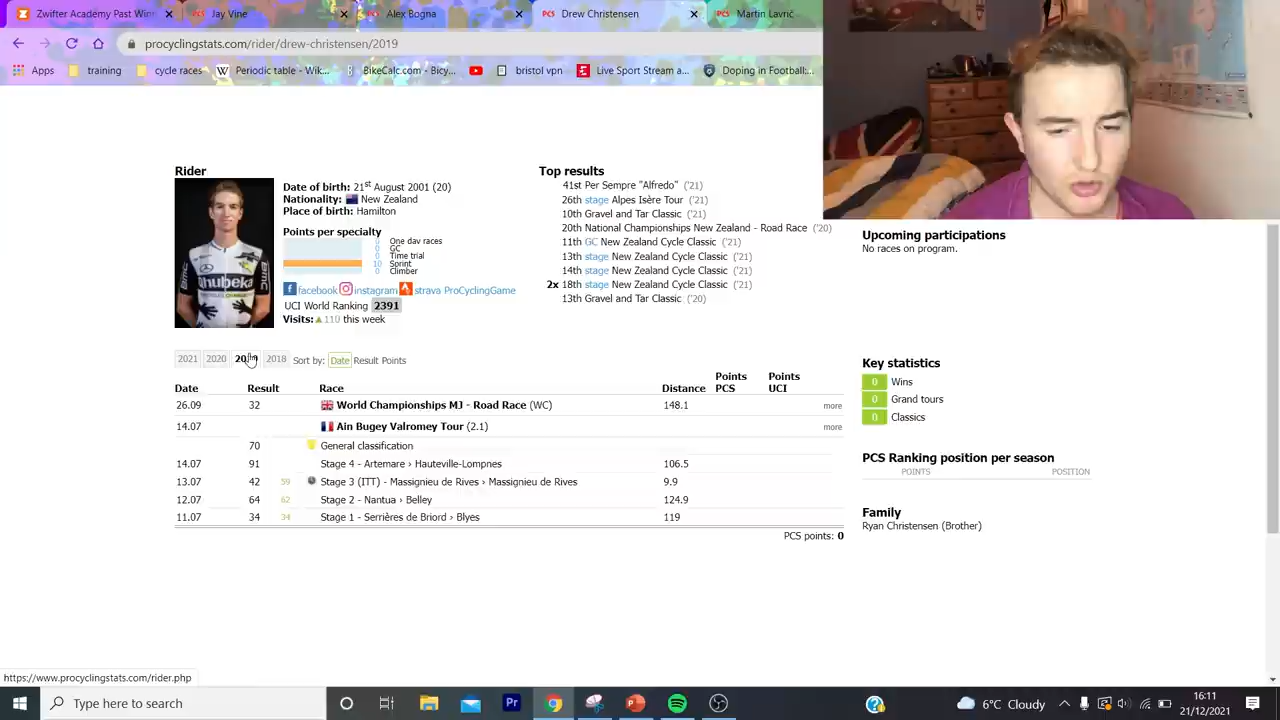 Zwifter Academy Past Win
Jay Vine
Alex Bogna
PCS Drew Christensen
PCS Martin Lavrič
procyclingstats.com/rider/drew-christensen/2019
Apps training cycle races Periodic table - Wik... BikeCalc.com - Bicy... bristol vpn Live Sport Stream a... Doping in Football:...
Rider
Date of birth: 21st August 2001 (20)
Nationality: New Zealand
Place of birth: Hamilton
Points per specialty
0 One day races
0 GC
0 Time trial
10 Sprint
0 Climber
facebook instagram strava ProCyclingGame
UCI World Ranking 2391
Visits: ▲110 this week
Top results
41st Per Sempre "Alfredo" ('21)
26th stage Alpes Isère Tour ('21)
10th Gravel and Tar Classic ('21)
20th National Championships New Zealand - Road Race ('20)
11th GC New Zealand Cycle Classic ('21)
13th stage New Zealand Cycle Classic ('21)
14th stage New Zealand Cycle Classic ('21)
2x 18th stage New Zealand Cycle Classic ('21)
13th Gravel and Tar Classic ('20)
Upcoming participations
No races on program.
2021 2020 2018 Sort by: Date Result Points
Date Result Race Distance Points PCS Points UCI
26.09 32 World Championships MJ - Road Race (WC) 148.1 more
14.07 Ain Bugey Valromey Tour (2.1) more
70 General classification
14.07 91 Stage 4 - Artemare › Hauteville-Lompnes 106.5
13.07 42 59 Stage 3 (ITT) - Massignieu de Rives › Massignieu de Rives 9.9
12.07 64 62 Stage 2 - Nantua › Belley 124.9
11.07 34 34 Stage 1 - Serrières de Briord › Blyes 119
PCS points: 0
Key statistics
0 Wins
0 Grand tours
0 Classics
PCS Ranking position per season
POINTS POSITION
Family
Ryan Christensen (Brother)
https://www.procyclingstats.com/rider.php
Type here to search
6°C Cloudy
16:11
21/12/2021